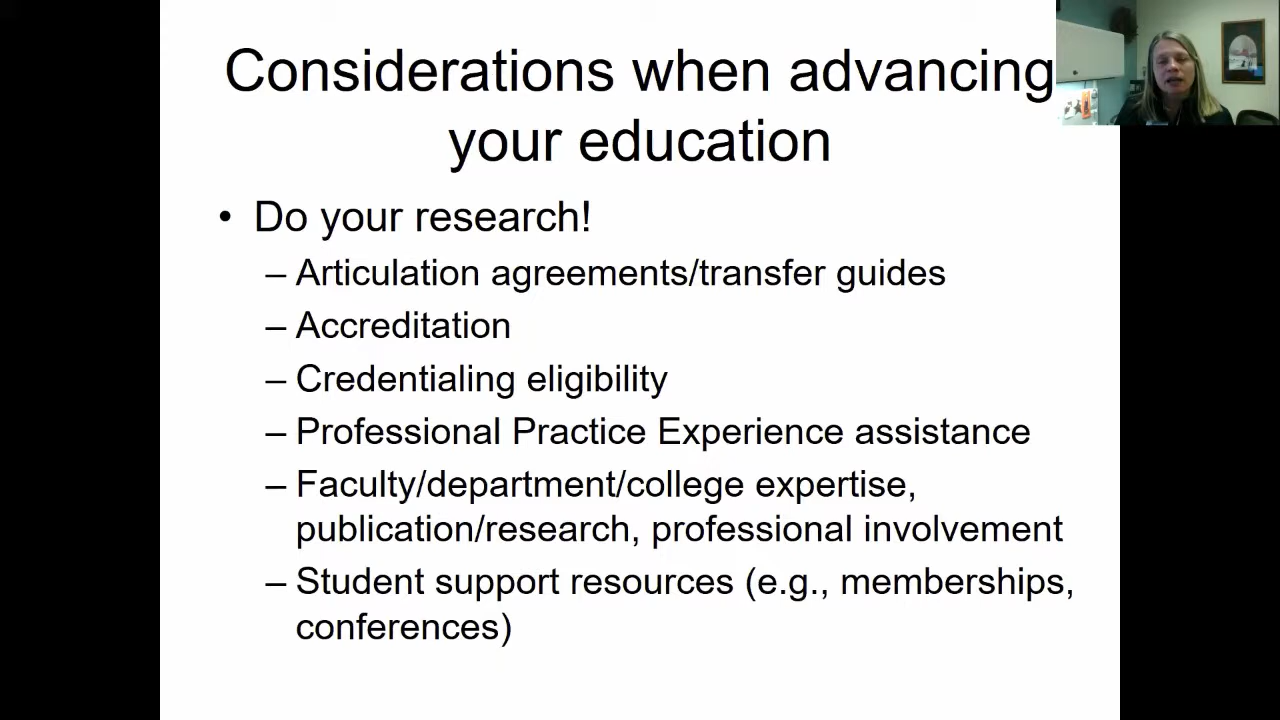 Considerations when advancing
your education
• Do your research!
– Articulation agreements/transfer guides
– Accreditation
– Credentialing eligibility
– Professional Practice Experience assistance
– Faculty/department/college expertise,
publication/research, professional involvement
– Student support resources (e.g., memberships,
conferences)